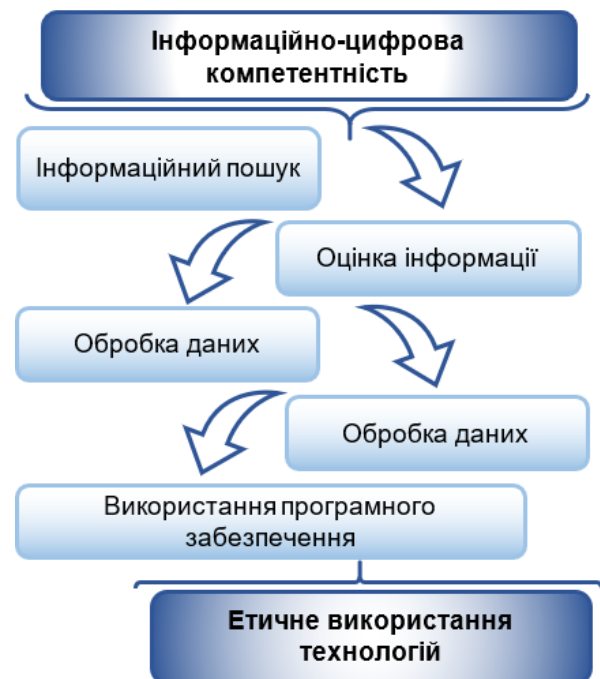 Інформаційно-цифрова
компетентність
Інформаційний пошук
Оцінка інформації
Обробка даних
Обробка даних
Використання програмного
забезпечення
Етичне використання
технологій